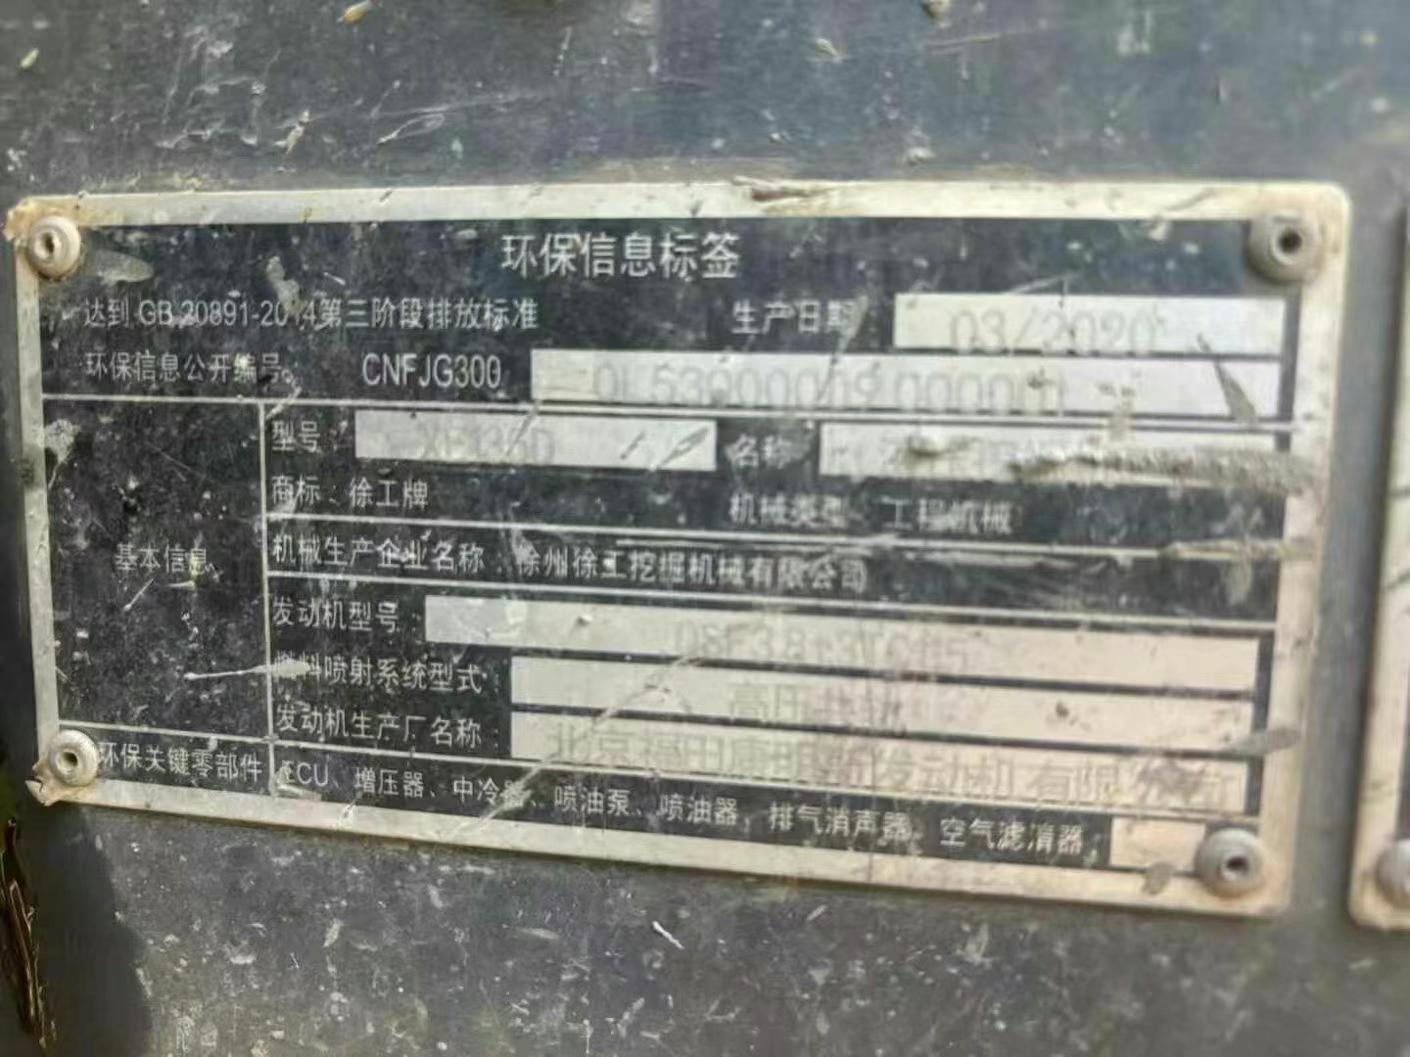 环保信息标签
达到 GB 20891-2014第三阶段排放标准 生产日期: 03/2020
环保信息公开编号: CNFJG300
型号: 名称:
商标: 徐工牌 机械类型: 工程机械
基本信息
机械生产企业名称: 徐州徐工挖掘机械有限公司
发动机型号:
燃料喷射系统型式: 高压共轨
发动机生产厂名称: 北京福田康明斯发动机有限公司
环保关键零部件 ECU、增压器、中冷器、喷油泵、喷油器、排气消声器、空气滤清器